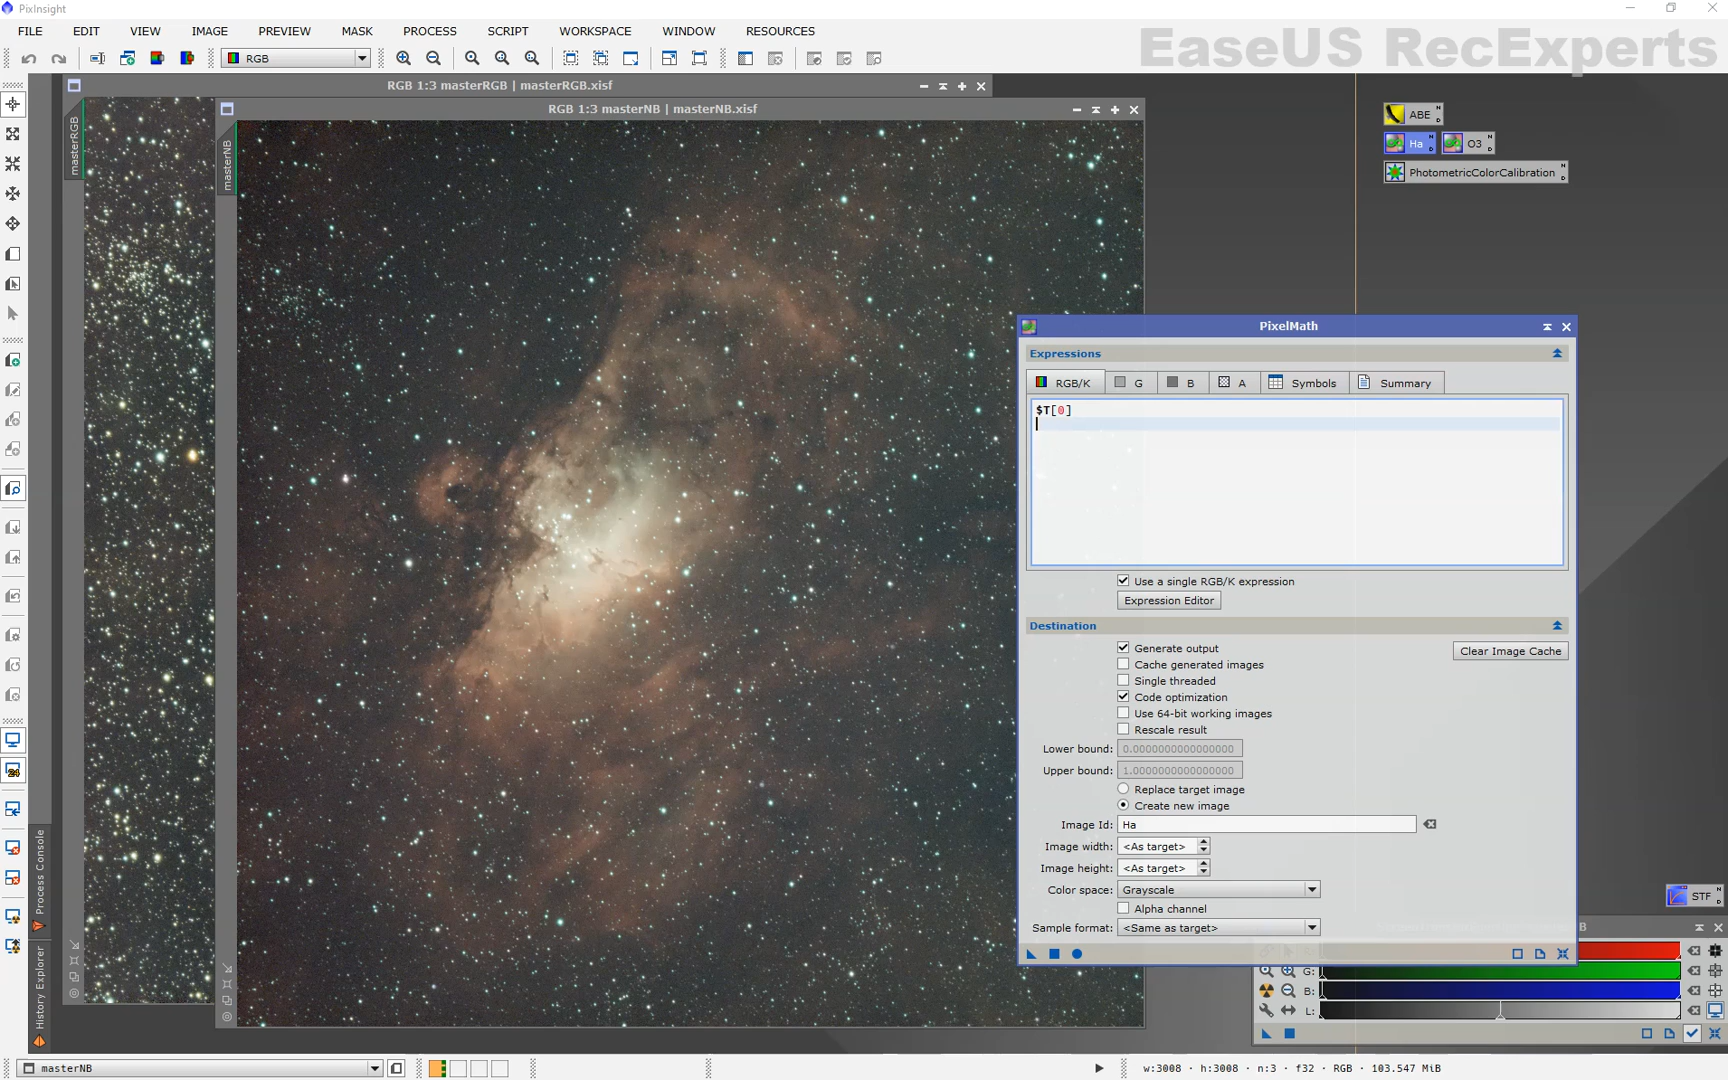 PixInsight
FILE EDIT VIEW IMAGE PREVIEW MASK PROCESS SCRIPT WORKSPACE WINDOW RESOURCES
EaseUS RecExperts
RGB
RGB 1:3 masterRGB | masterRGB.xisf
RGB 1:3 masterNB | masterNB.xisf
masterRGB
masterNB
ABE
Ha O3
PhotometricColorCalibration
PixelMath
Expressions
RGB/K G B A Symbols Summary
$T[0]
Use a single RGB/K expression
Expression Editor
Destination
Generate output
Clear Image Cache
Cache generated images
Single threaded
Code optimization
Use 64-bit working images
Rescale result
Lower bound: 0.0000000000000000
Upper bound: 1.0000000000000000
Replace target image
Create new image
Image Id: Ha
Image width: <As target>
Image height: <As target>
Color space: Grayscale
Alpha channel
Sample format: <Same as target>
STF
G:
B:
L:
Process Console
History Explorer
masterNB
w:3008 · h:3008 · n:3 · f32 · RGB · 103.547 MiB